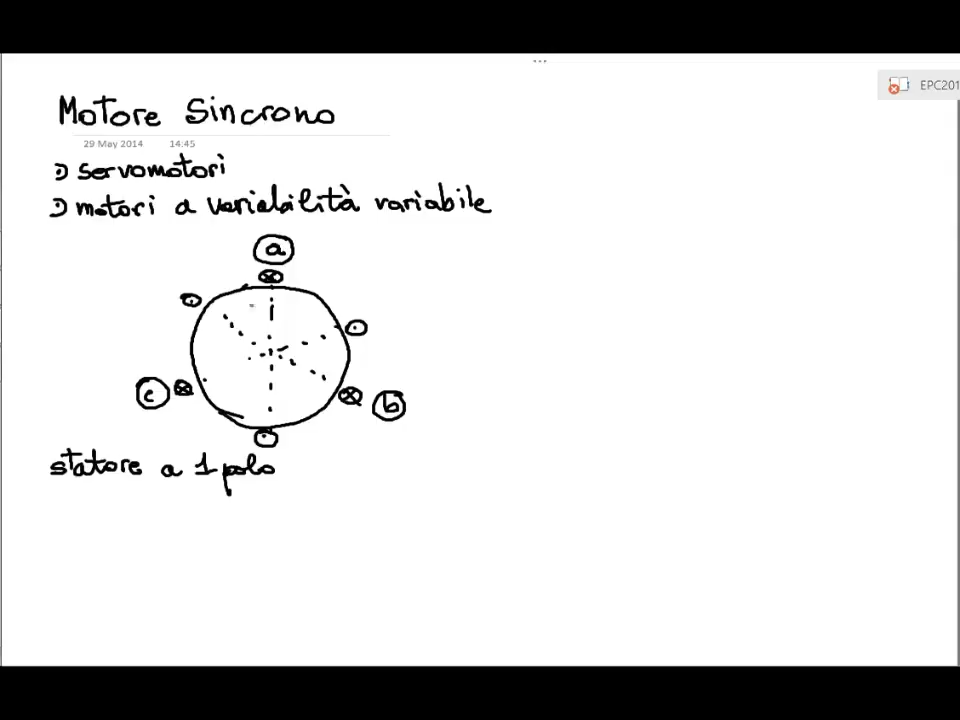 EPC201
Motore Sincrono
29 May 2014 14:45
servomotori
motori a variabilità variabile
a
c
b
statore a 1 polo